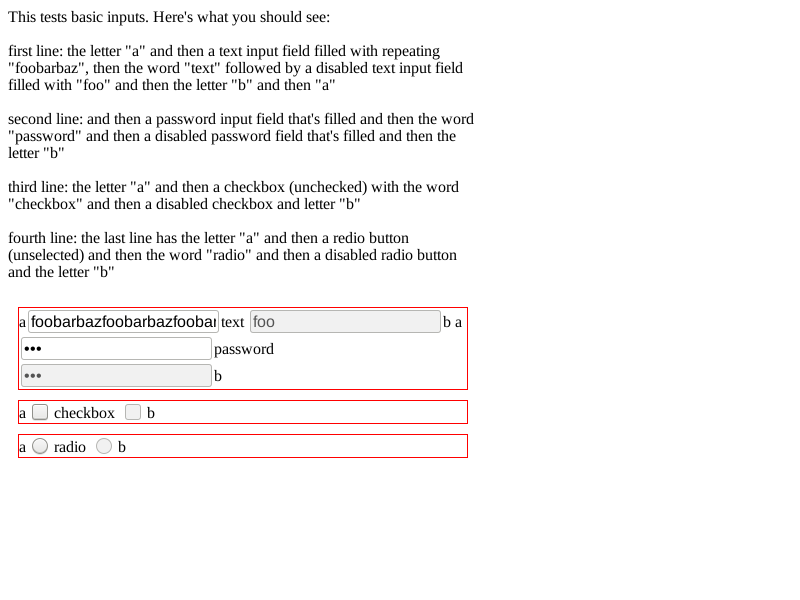 This tests basic inputs. Here's what you should see:
first line: the letter "a" and then a text input field filled with repeating
"foobarbaz", then the word "text" followed by a disabled text input field
filled with "foo" and then the letter "b" and then "a"
second line: and then a password input field that's filled and then the word
"password" and then a disabled password field that's filled and then the
letter "b"
third line: the letter "a" and then a checkbox (unchecked) with the word
"checkbox" and then a disabled checkbox and letter "b"
fourth line: the last line has the letter "a" and then a redio button
(unselected) and then the word "radio" and then a disabled radio button
and the letter "b"
a foobarbazfoobarbazfoobar text foo b a
••• password
••• b
a checkbox b
a radio b